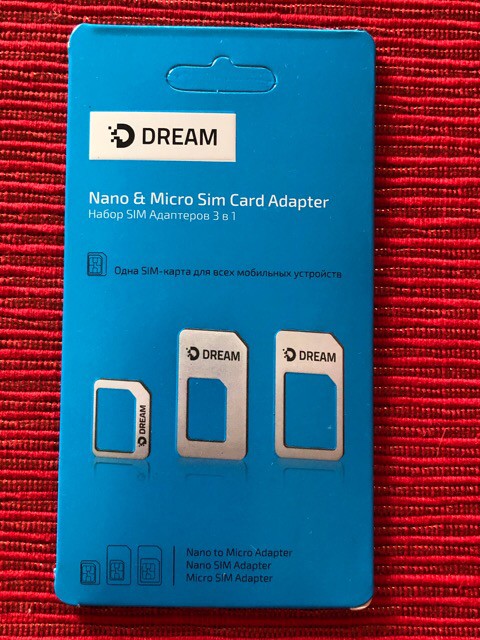 DREAM
Nano & Micro Sim Card Adapter
Набор SIM Адаптеров 3 в 1
Одна SIM-карта для всех мобильных устройств
DREAM
DREAM
DREAM
Nano to Micro Adapter
Nano SIM Adapter
Micro SIM Adapter